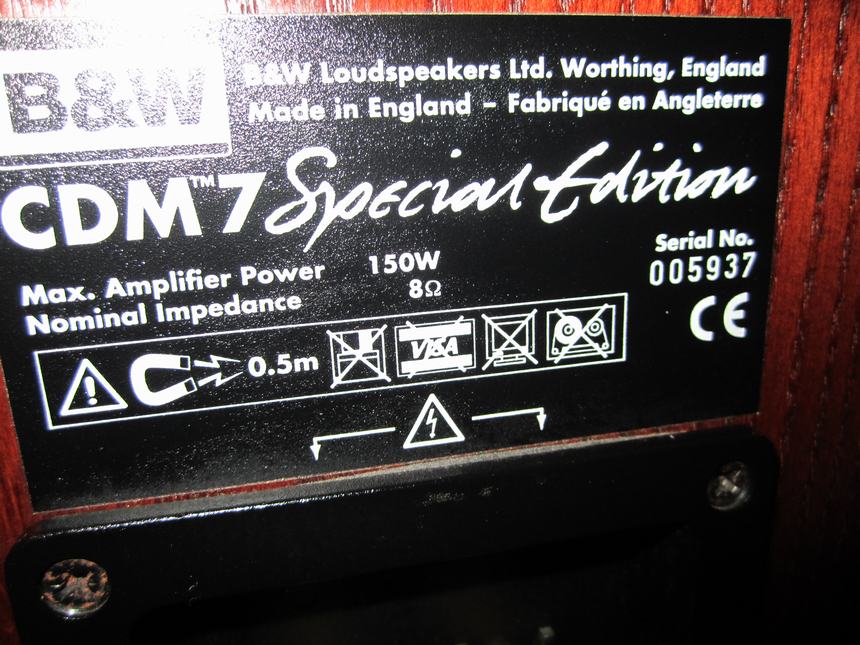 B&W
B&W Loudspeakers Ltd. Worthing, England
Made in England – Fabriqué en Angleterre
CDM™7 Special Edition
Serial No.
005937
Max. Amplifier Power 150W
Nominal Impedance 8Ω
CE
! 0.5m VISA